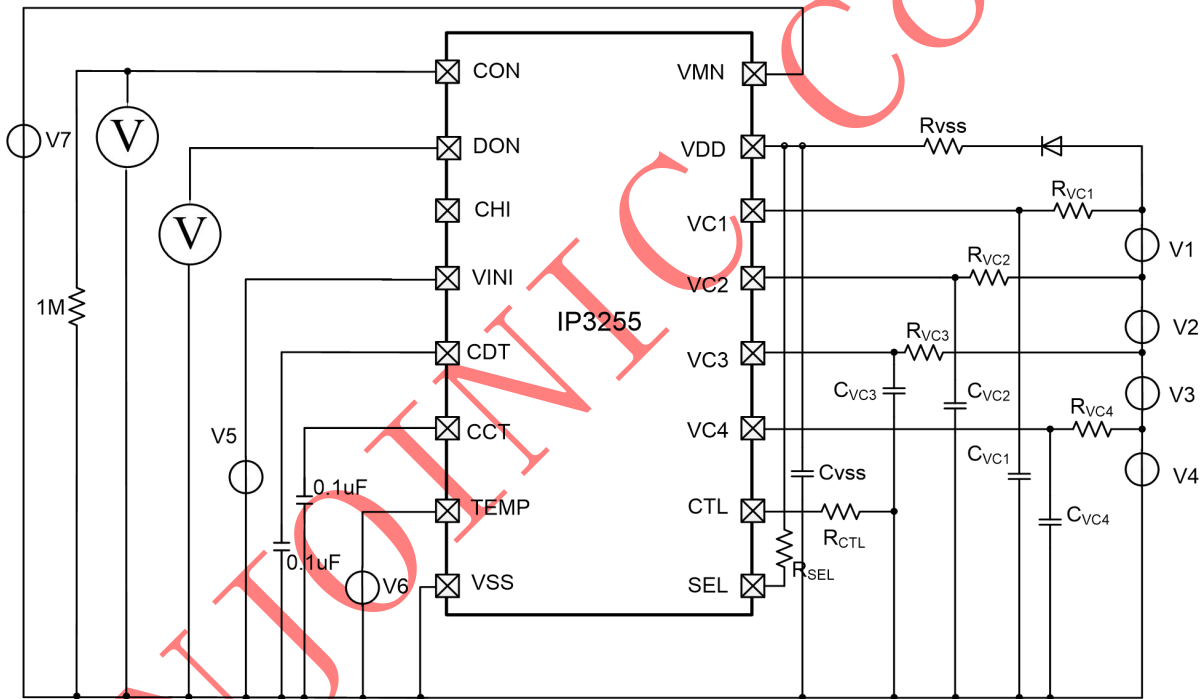 CON
VMN
V7
V
DON
VDD
Rvss
V
CHI
VC1
RVC1
V1
VINI
VC2
RVC2
IP3255
1M
V2
CDT
VC3
RVC3
CVC3
CVC2
V3
CCT
VC4
RVC4
V5
CVC1
V4
0.1uF
Cvss
TEMP
CTL
RCTL
CVC4
0.1uF
V6
VSS
SEL
RSEL
NJOINIC CO